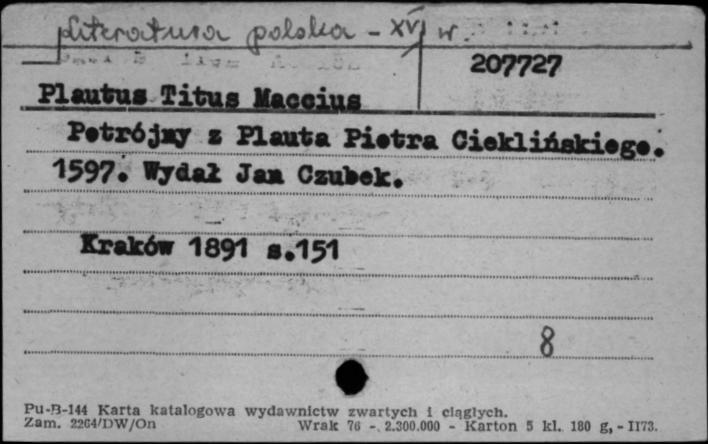 Literatura polska - XVI w.
207727
Plautus Titus Maccius
Potrójny z Plauta Piotra Cieklińskiego.
1597. Wydał Jan Czubek.
Kraków 1891 s.151
8
Pu-B-144 Karta katalogowa wydawnictw zwartych i ciągłych.
Zam. 2264/DW/On Wrak 76 - 2.300.000 - Karton 5 kl. 180 g, - II73.